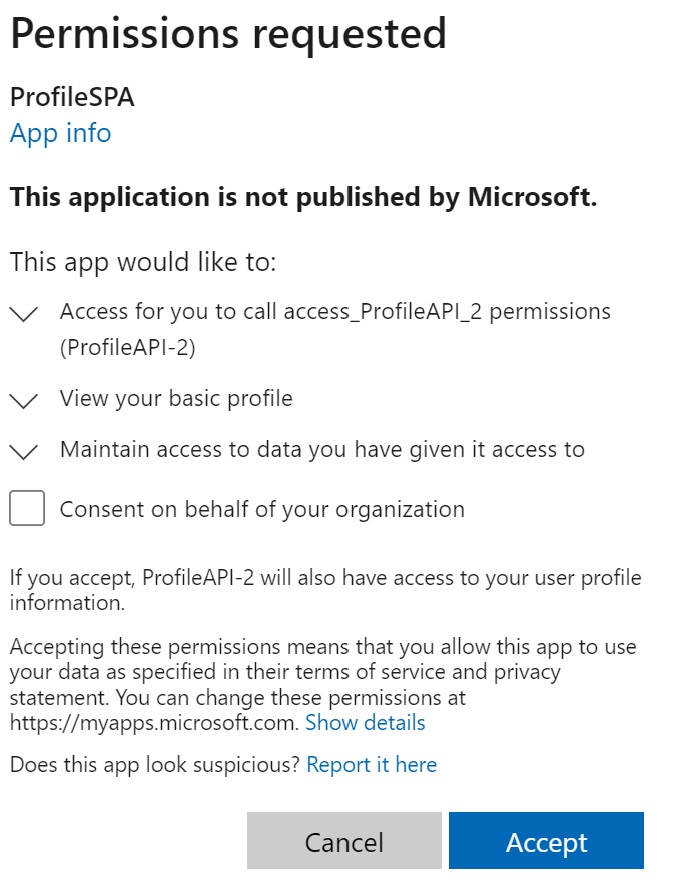 Permissions requested
ProfileSPA
App info
This application is not published by Microsoft.
This app would like to:
Access for you to call access_ProfileAPI_2 permissions
(ProfileAPI-2)
View your basic profile
Maintain access to data you have given it access to
Consent on behalf of your organization
If you accept, ProfileAPI-2 will also have access to your user profile
information.
Accepting these permissions means that you allow this app to use
your data as specified in their terms of service and privacy
statement. You can change these permissions at
https://myapps.microsoft.com. Show details
Does this app look suspicious? Report it here
Cancel Accept